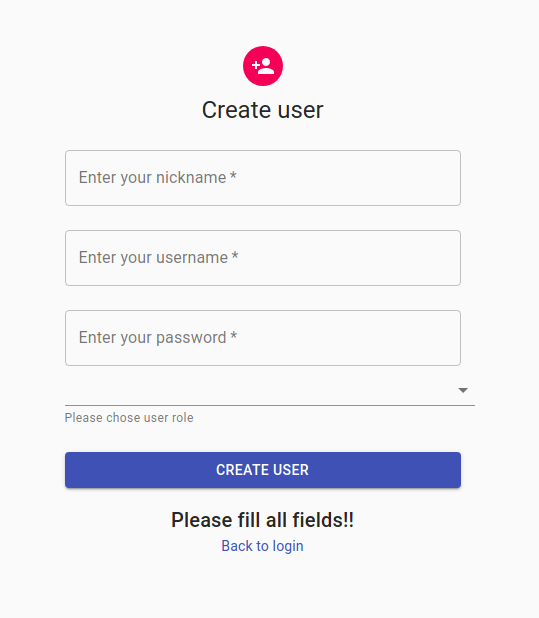 Create user
Enter your nickname *
Enter your username *
Enter your password *
Please chose user role
CREATE USER
Please fill all fields!!
Back to login